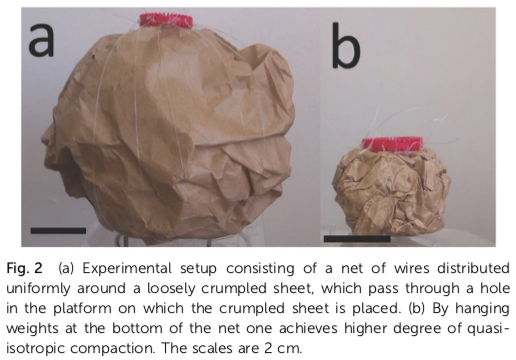 a
b
Fig. 2 (a) Experimental setup consisting of a net of wires distributed
uniformly around a loosely crumpled sheet, which pass through a hole
in the platform on which the crumpled sheet is placed. (b) By hanging
weights at the bottom of the net one achieves higher degree of quasi-
isotropic compaction. The scales are 2 cm.